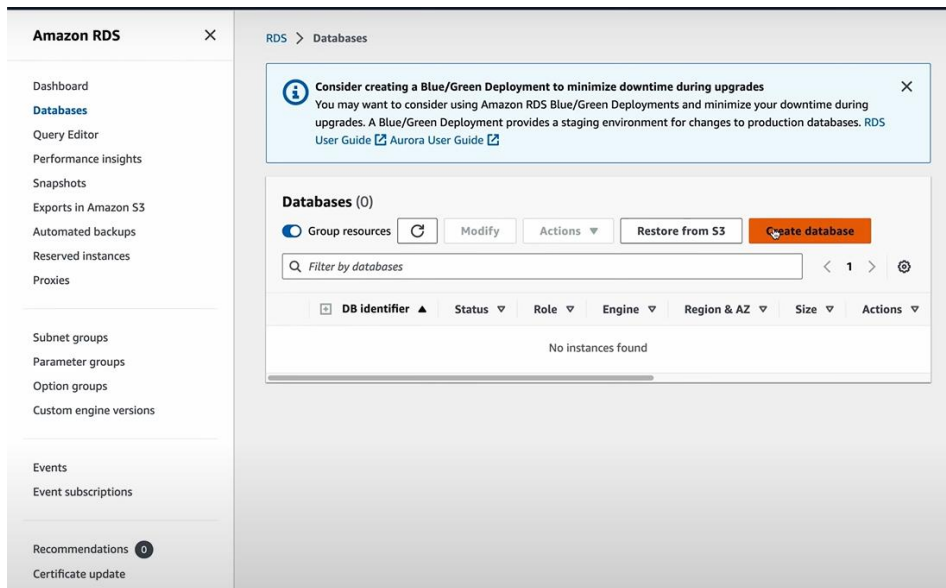 Amazon RDS
Dashboard
Databases
Query Editor
Performance insights
Snapshots
Exports in Amazon S3
Automated backups
Reserved instances
Proxies
Subnet groups
Parameter groups
Option groups
Custom engine versions
Events
Event subscriptions
Recommendations 0
Certificate update
RDS > Databases
Consider creating a Blue/Green Deployment to minimize downtime during upgrades
You may want to consider using Amazon RDS Blue/Green Deployments and minimize your downtime during
upgrades. A Blue/Green Deployment provides a staging environment for changes to production databases. RDS
User Guide Aurora User Guide
Databases (0)
Group resources Modify Actions Restore from S3 Create database
Filter by databases 1
DB identifier Status Role Engine Region & AZ Size Actions
No instances found